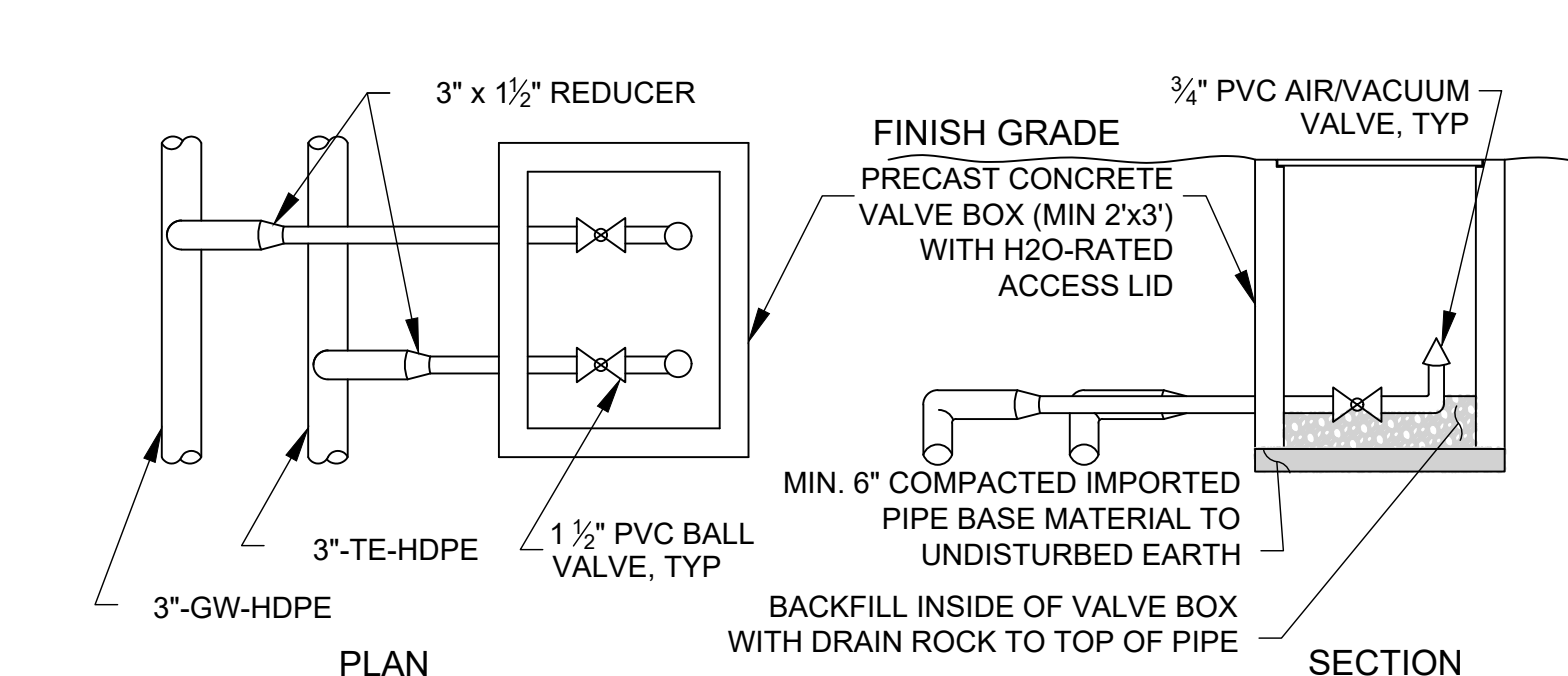 3" x 1½" REDUCER
¾" PVC AIR/VACUUM
VALVE, TYP
FINISH GRADE
PRECAST CONCRETE
VALVE BOX (MIN 2'x3')
WITH H2O-RATED
ACCESS LID
MIN. 6" COMPACTED IMPORTED
PIPE BASE MATERIAL TO
UNDISTURBED EARTH
1 ½" PVC BALL
VALVE, TYP
3"-TE-HDPE
3"-GW-HDPE
BACKFILL INSIDE OF VALVE BOX
WITH DRAIN ROCK TO TOP OF PIPE
PLAN
SECTION